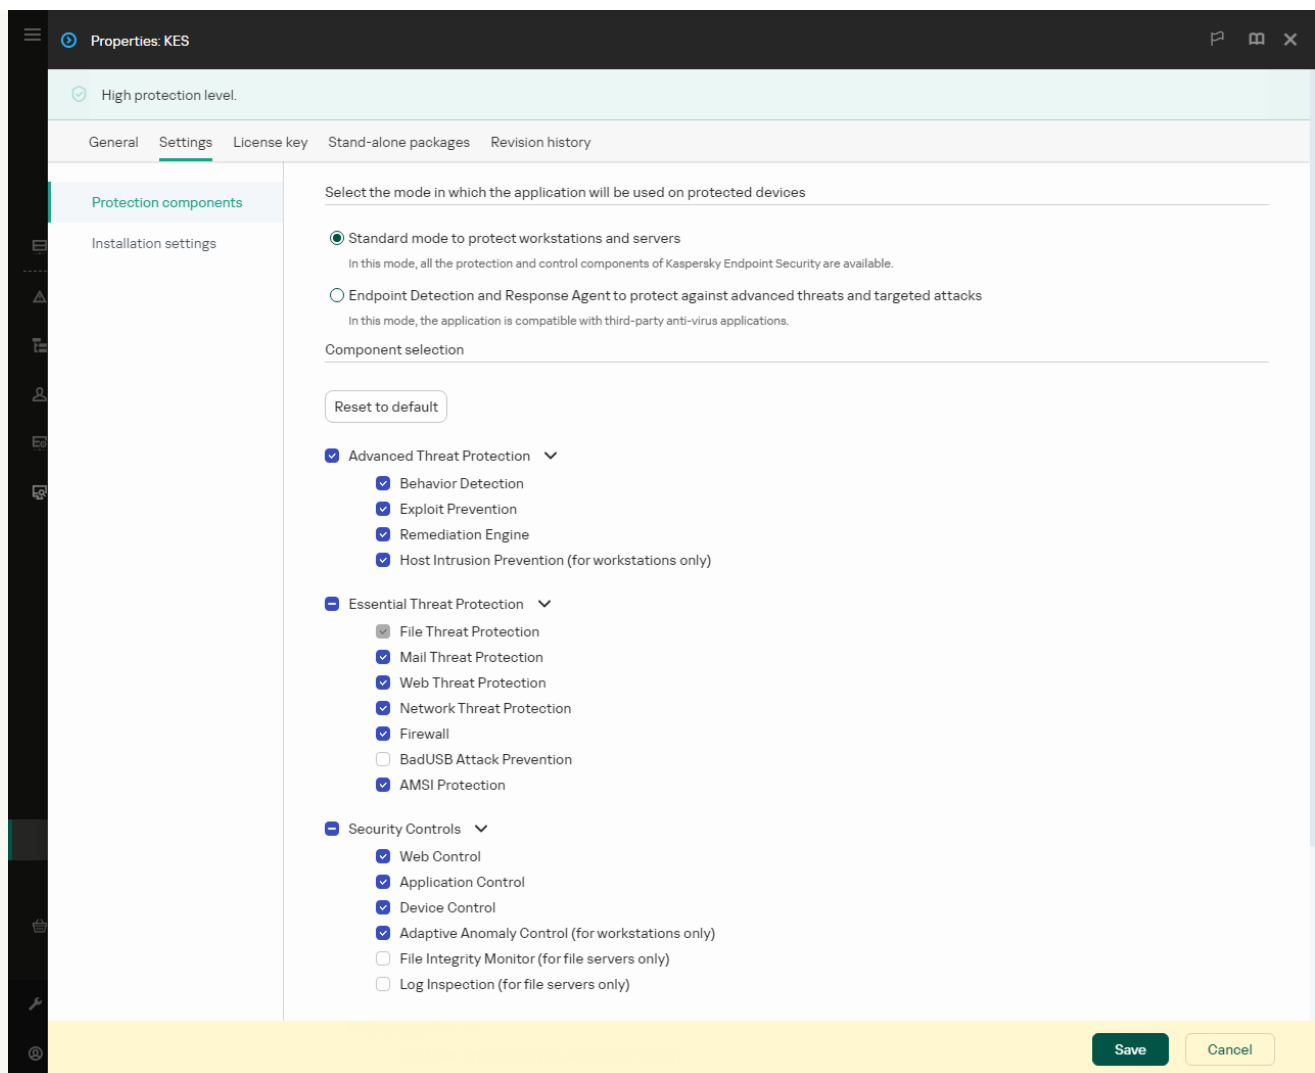 Properties: KES
High protection level.
General Settings License key Stand-alone packages Revision history
Protection components
Installation settings
Select the mode in which the application will be used on protected devices
Standard mode to protect workstations and servers
In this mode, all the protection and control components of Kaspersky Endpoint Security are available.
Endpoint Detection and Response Agent to protect against advanced threats and targeted attacks
In this mode, the application is compatible with third-party anti-virus applications.
Component selection
Reset to default
Advanced Threat Protection
Behavior Detection
Exploit Prevention
Remediation Engine
Host Intrusion Prevention (for workstations only)
Essential Threat Protection
File Threat Protection
Mail Threat Protection
Web Threat Protection
Network Threat Protection
Firewall
BadUSB Attack Prevention
AMSI Protection
Security Controls
Web Control
Application Control
Device Control
Adaptive Anomaly Control (for workstations only)
File Integrity Monitor (for file servers only)
Log Inspection (for file servers only)
Save Cancel